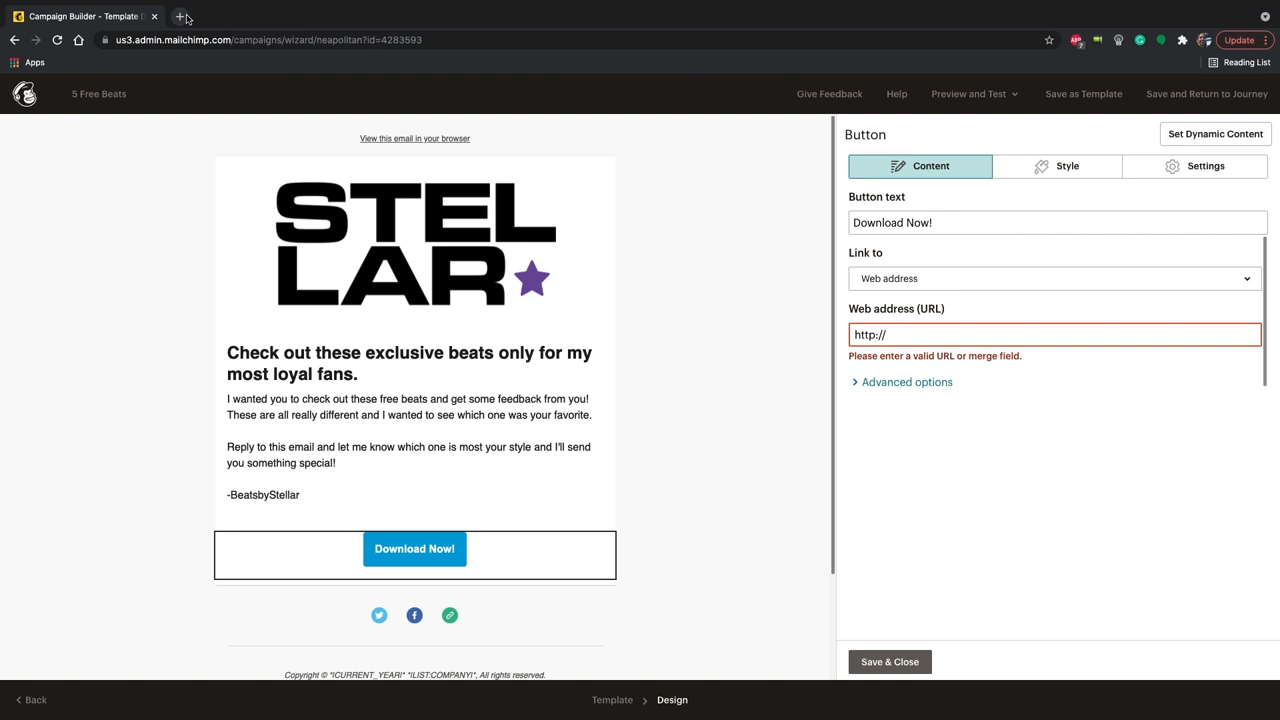 Campaign Builder - Template D
us3.admin.mailchimp.com/campaigns/wizard/neapolitan?id=4283593
ABP
7
Update
Apps
Reading List
5 Free Beats
Give Feedback
Help
Preview and Test
Save as Template
Save and Return to Journey
View this email in your browser
STEL
LAR
Check out these exclusive beats only for my
most loyal fans.
I wanted you to check out these free beats and get some feedback from you!
These are all really different and I wanted to see which one was your favorite.
Reply to this email and let me know which one is most your style and I'll send
you something special!
-BeatsbyStellar
Download Now!
Copyright © *|CURRENT_YEAR|* *|LIST:COMPANY|*, All rights reserved.
Button
Set Dynamic Content
Content
Style
Settings
Button text
Download Now!
Link to
Web address
Web address (URL)
http://
Please enter a valid URL or merge field.
Advanced options
Save & Close
Back
Template
Design